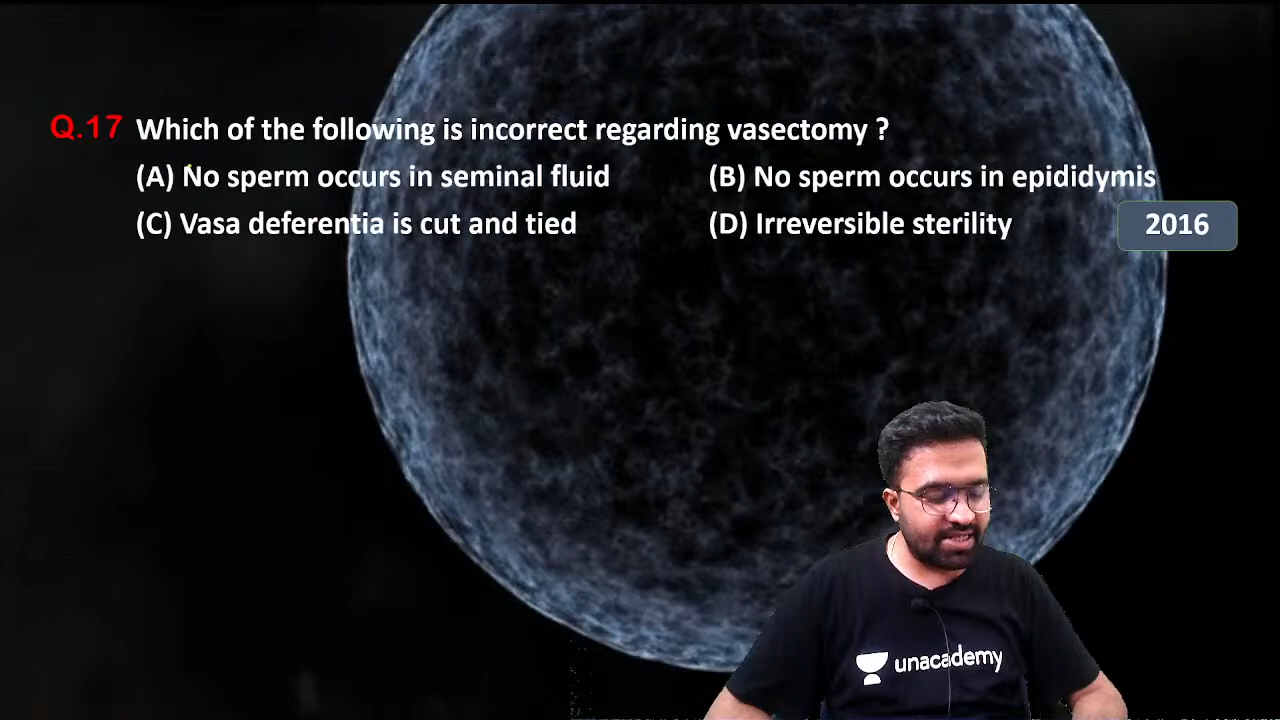 Q.17 Which of the following is incorrect regarding vasectomy ?
(A) No sperm occurs in seminal fluid (B) No sperm occurs in epididymis
(C) Vasa deferentia is cut and tied (D) Irreversible sterility 2016
unacademy